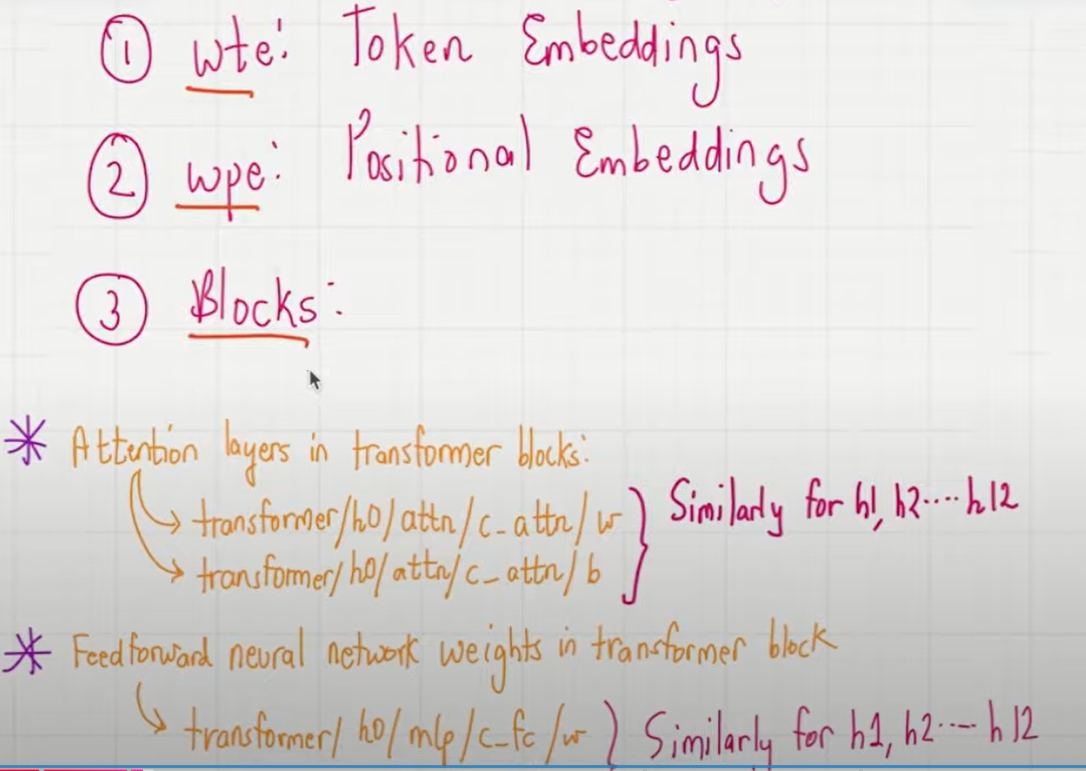 ① wte: Token Embeddings
② wpe: Positional Embeddings
③ Blocks:
* Attention layers in transformer blocks:
↳ transformer/h0/attn/c_attn/w } Similarly for h1, h2.... h12
↳ transformer/h0/attn/c_attn/b
* Feedforward neural network weights in transformer block
↳ transformer/h0/mlp/c_fc/w } Similarly for h1, h2.... h12